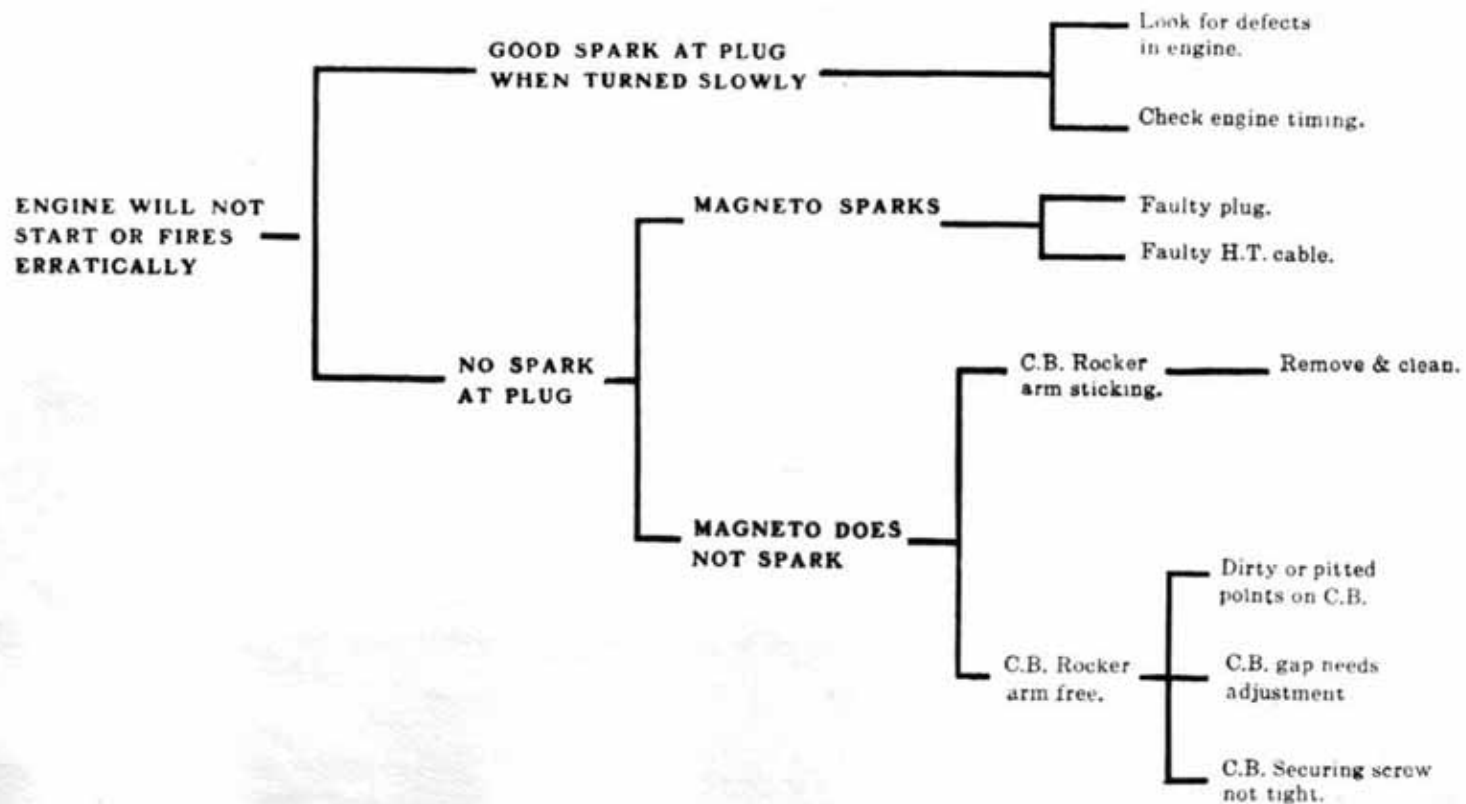 GOOD SPARK AT PLUG
WHEN TURNED SLOWLY
Look for defects
in engine.
Check engine timing.
ENGINE WILL NOT
START OR FIRES
ERRATICALLY
MAGNETO SPARKS
Faulty plug.
Faulty H.T. cable.
NO SPARK
AT PLUG
C.B. Rocker
arm sticking.
Remove & clean.
MAGNETO DOES
NOT SPARK
Dirty or pitted
points on C.B.
C.B. Rocker
arm free.
C.B. gap needs
adjustment
C.B. Securing screw
not tight.